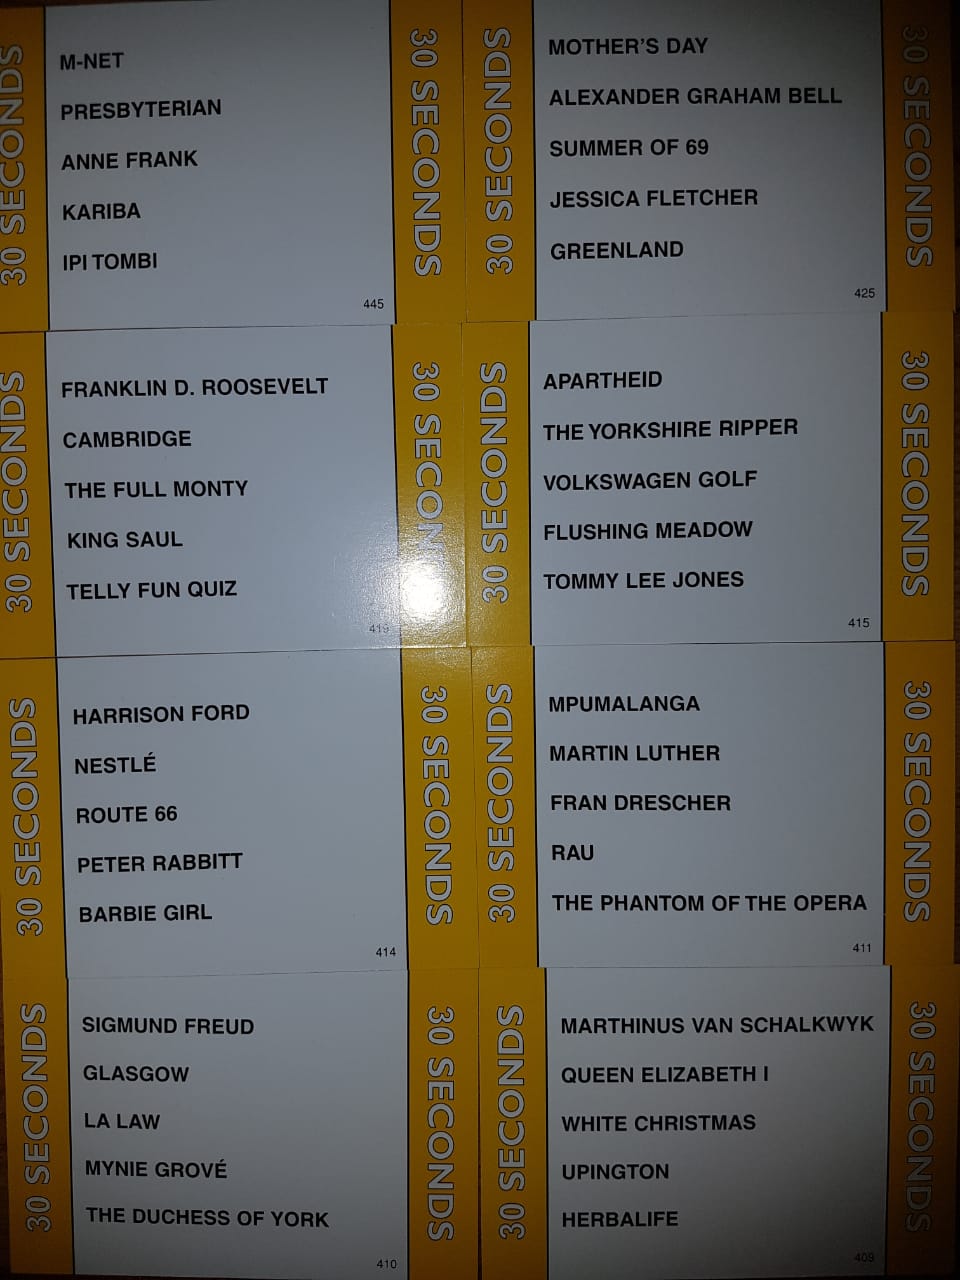 30 SECONDS
M-NET
PRESBYTERIAN
ANNE FRANK
KARIBA
IPI TOMBI
445
30 SECONDS
30 SECONDS
MOTHER'S DAY
ALEXANDER GRAHAM BELL
SUMMER OF 69
JESSICA FLETCHER
GREENLAND
425
30 SECONDS
30 SECONDS
FRANKLIN D. ROOSEVELT
CAMBRIDGE
THE FULL MONTY
KING SAUL
TELLY FUN QUIZ
419
30 SECON
30 SECONDS
APARTHEID
THE YORKSHIRE RIPPER
VOLKSWAGEN GOLF
FLUSHING MEADOW
TOMMY LEE JONES
415
30 SECONDS
30 SECONDS
HARRISON FORD
NESTLÉ
ROUTE 66
PETER RABBITT
BARBIE GIRL
414
30 SECONDS
30 SECONDS
MPUMALANGA
MARTIN LUTHER
FRAN DRESCHER
RAU
THE PHANTOM OF THE OPERA
411
30 SECONDS
30 SECONDS
SIGMUND FREUD
GLASGOW
LA LAW
MYNIE GROVÉ
THE DUCHESS OF YORK
410
30 SECONDS
30 SECONDS
MARTHINUS VAN SCHALKWYK
QUEEN ELIZABETH I
WHITE CHRISTMAS
UPINGTON
HERBALIFE
409
30 SECONDS